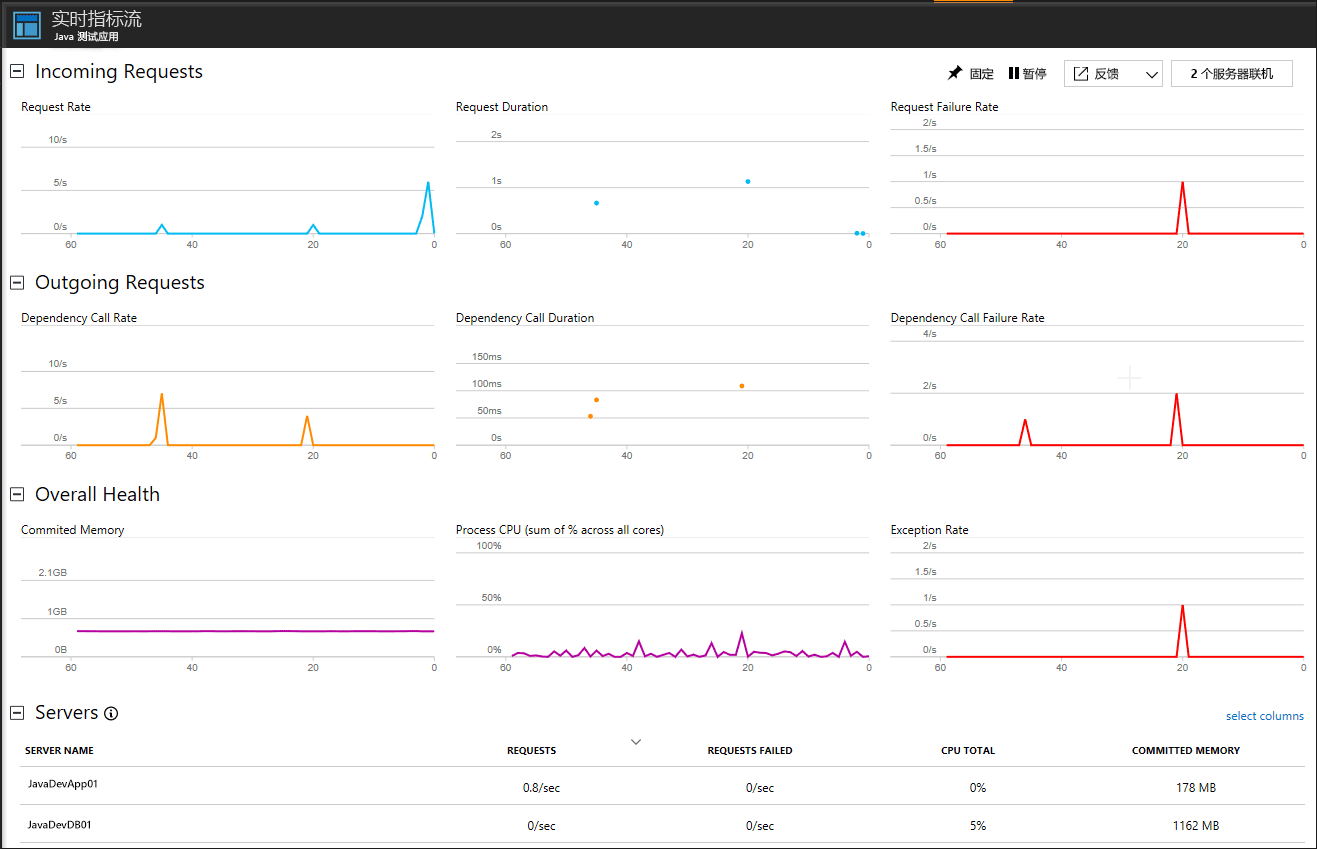 实时指标流
Java 测试应用
Incoming Requests
固定 暂停 反馈 2 个服务器联机
Request Rate Request Duration Request Failure Rate
10/s
5/s
0/s
60 40 20 0
2s
1s
0s
60 40 20 0
2/s
1.5/s
1/s
0.5/s
0/s
60 40 20 0
Outgoing Requests
Dependency Call Rate Dependency Call Duration Dependency Call Failure Rate
10/s
5/s
0/s
60 40 20 0
150ms
100ms
50ms
0s
60 40 20 0
4/s
2/s
0/s
60 40 20 0
Overall Health
Commited Memory Process CPU (sum of % across all cores) Exception Rate
2.1GB
1GB
0B
60 40 20 0
100%
50%
0%
60 40 20 0
2/s
1.5/s
1/s
0.5/s
0/s
60 40 20 0
Servers
select columns
SERVER NAME REQUESTS REQUESTS FAILED CPU TOTAL COMMITTED MEMORY
JavaDevApp01 0.8/sec 0/sec 0% 178 MB
JavaDevDB01 0/sec 0/sec 5% 1162 MB